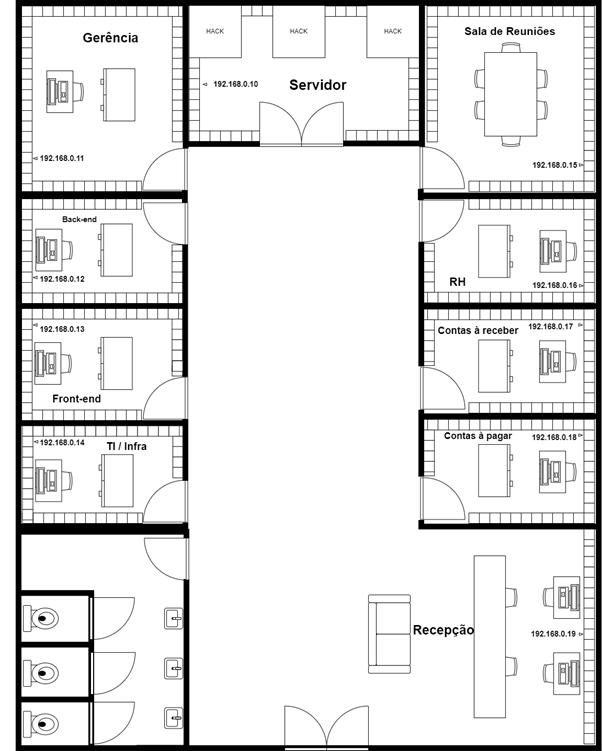 Gerência
192.168.0.11
HACK
HACK
HACK
192.168.0.10
Servidor
Sala de Reuniões
192.168.0.15
Back-end
192.168.0.12
RH
192.168.0.16
192.168.0.13
Front-end
Contas à receber
192.168.0.17
192.168.0.14
TI / Infra
Contas à pagar
192.168.0.18
Recepção
192.168.0.19